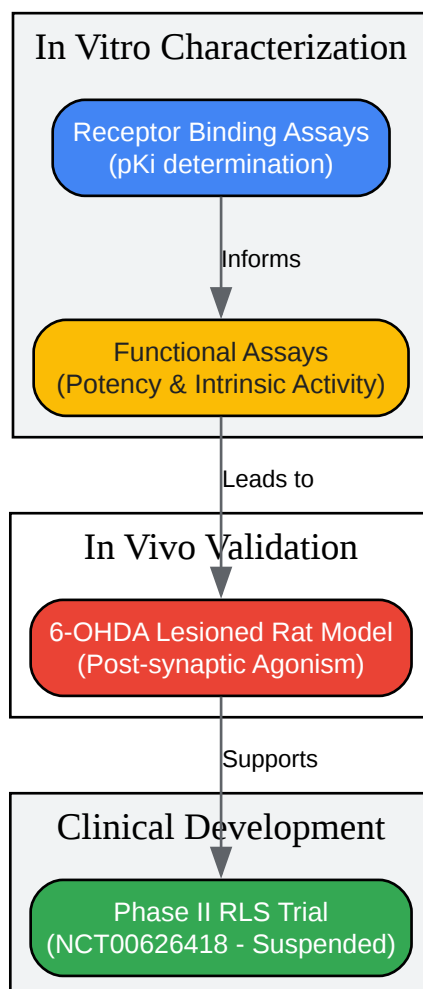 In Vitro Characterization
Receptor Binding Assays
(pKi determination)
Informs
Functional Assays
(Potency & Intrinsic Activity)
Leads to
In Vivo Validation
6-OHDA Lesioned Rat Model
(Post-synaptic Agonism)
Supports
Clinical Development
Phase II RLS Trial
(NCT00626418 - Suspended)